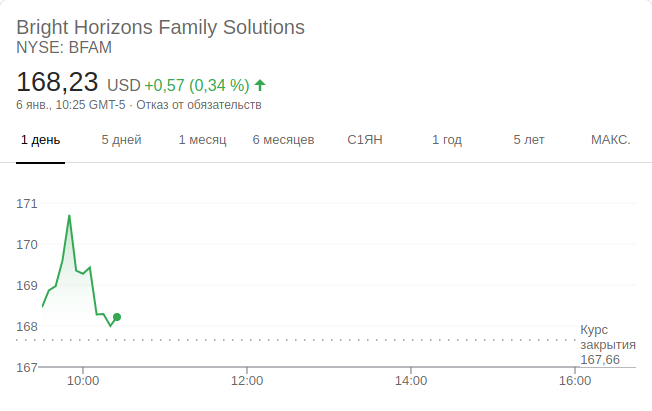 Bright Horizons Family Solutions
NYSE: BFAM
168,23 USD +0,57 (0,34 %)
6 янв., 10:25 GMT-5 · Отказ от обязательств
1 день 5 дней 1 месяц 6 месяцев С1ЯН 1 год 5 лет МАКС.
171
170
169
168
Курс
закрытия
167,66
167
10:00 12:00 14:00 16:00